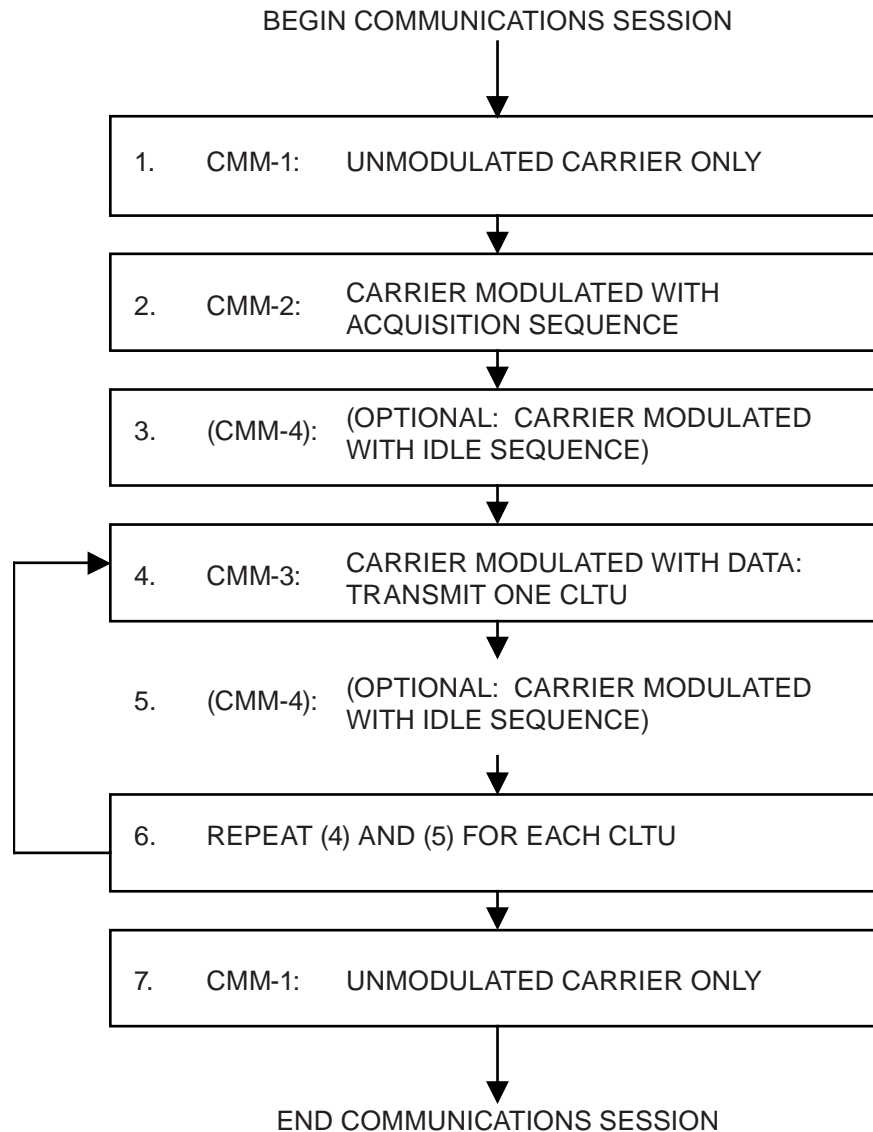 BEGIN COMMUNICATIONS SESSION
1. CMM-1: UNMODULATED CARRIER ONLY
2. CMM-2: CARRIER MODULATED WITH
ACQUISITION SEQUENCE
3. (CMM-4): (OPTIONAL: CARRIER MODULATED
WITH IDLE SEQUENCE)
4. CMM-3: CARRIER MODULATED WITH DATA:
TRANSMIT ONE CLTU
5. (CMM-4): (OPTIONAL: CARRIER MODULATED
WITH IDLE SEQUENCE)
6. REPEAT (4) AND (5) FOR EACH CLTU
7. CMM-1: UNMODULATED CARRIER ONLY
END COMMUNICATIONS SESSION